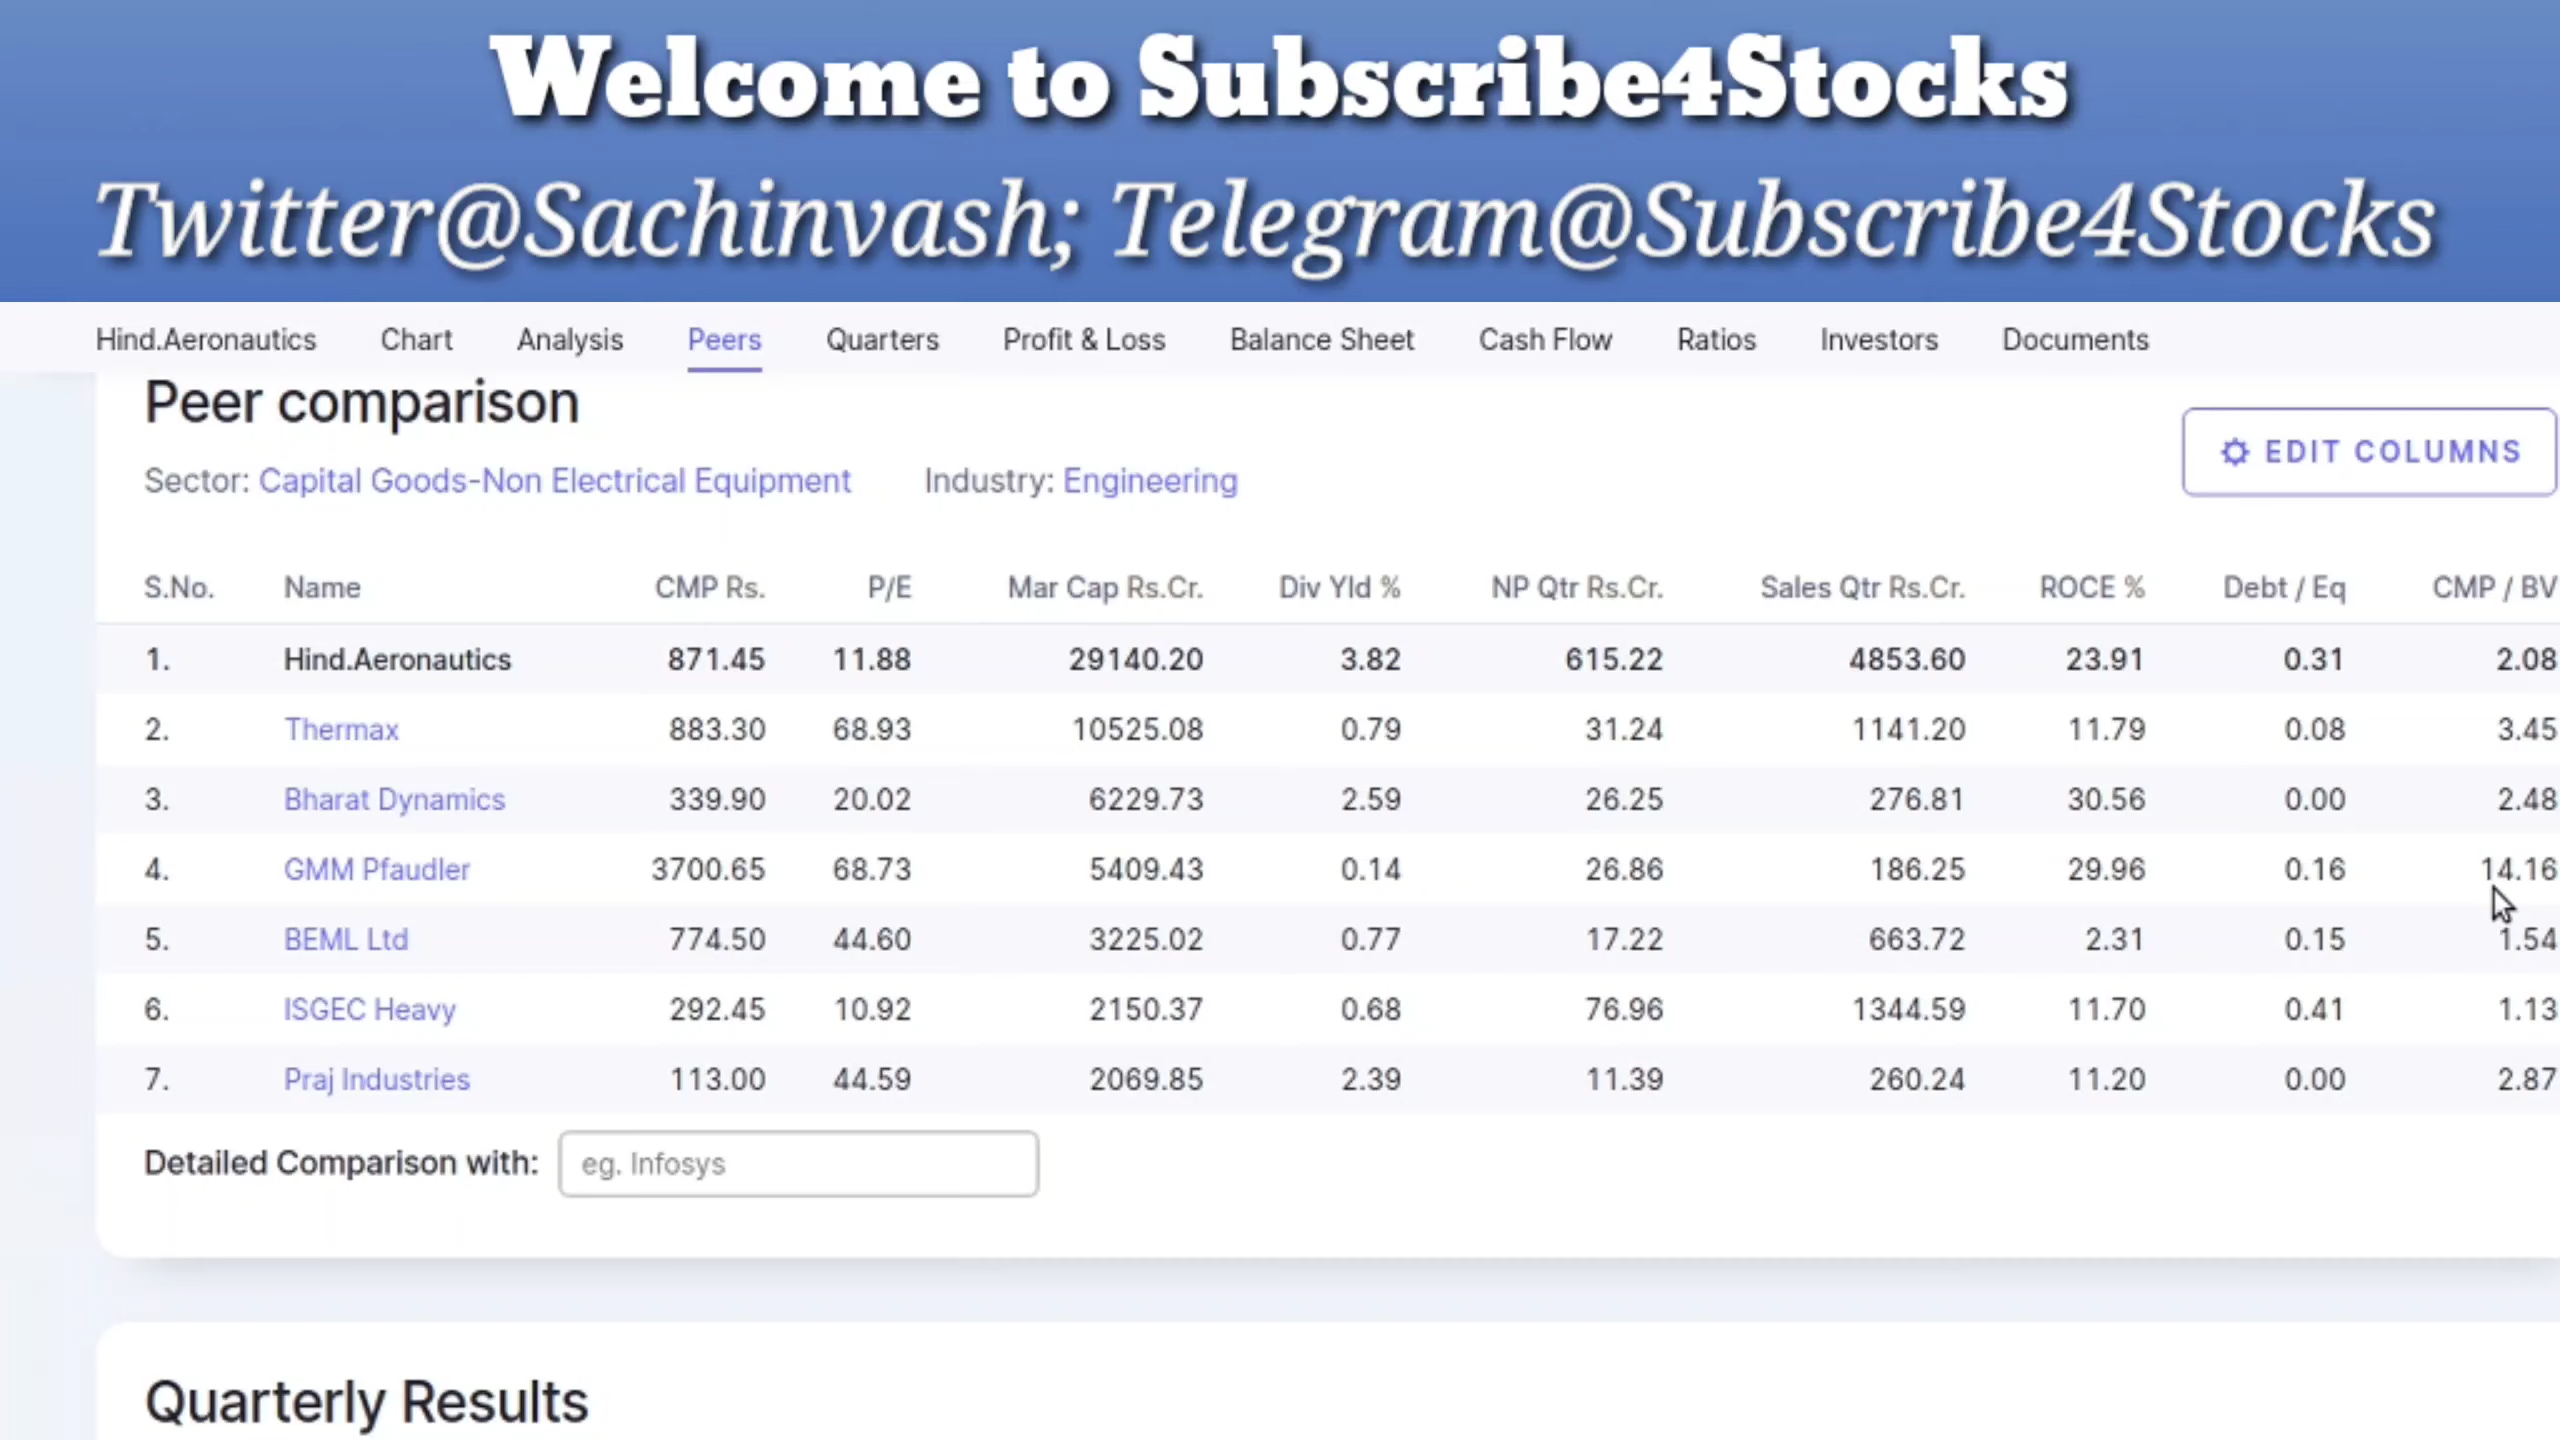 Welcome to Subscribe4Stocks
Twitter@Sachinvash; Telegram@Subscribe4Stocks
Hind.Aeronautics Chart Analysis Peers Quarters Profit & Loss Balance Sheet Cash Flow Ratios Investors Documents
Peer comparison
EDIT COLUMNS
Sector: Capital Goods-Non Electrical Equipment Industry: Engineering
S.No. Name CMP Rs. P/E Mar Cap Rs.Cr. Div Yld % NP Qtr Rs.Cr. Sales Qtr Rs.Cr. ROCE % Debt / Eq CMP / BV
1. Hind.Aeronautics 871.45 11.88 29140.20 3.82 615.22 4853.60 23.91 0.31 2.08
2. Thermax 883.30 68.93 10525.08 0.79 31.24 1141.20 11.79 0.08 3.45
3. Bharat Dynamics 339.90 20.02 6229.73 2.59 26.25 276.81 30.56 0.00 2.48
4. GMM Pfaudler 3700.65 68.73 5409.43 0.14 26.86 186.25 29.96 0.16 14.16
5. BEML Ltd 774.50 44.60 3225.02 0.77 17.22 663.72 2.31 0.15 1.54
6. ISGEC Heavy 292.45 10.92 2150.37 0.68 76.96 1344.59 11.70 0.41 1.13
7. Praj Industries 113.00 44.59 2069.85 2.39 11.39 260.24 11.20 0.00 2.87
Detailed Comparison with: eg. Infosys
Quarterly Results